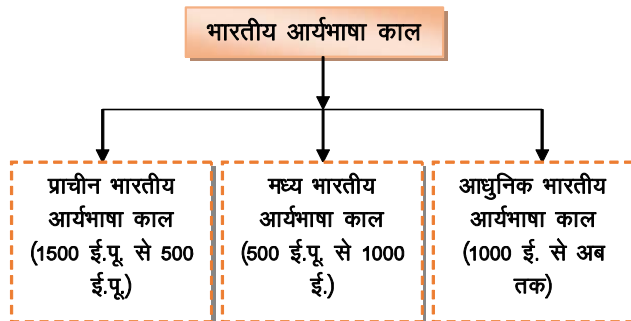 भारतीय आर्यभाषा काल
प्राचीन भारतीय
आर्यभाषा काल
(1500 ई.पू. से 500
ई.पू.)
मध्य भारतीय
आर्यभाषा काल
(500 ई.पू. से 1000
ई.)
आधुनिक भारतीय
आर्यभाषा काल
(1000 ई. से अब
तक)